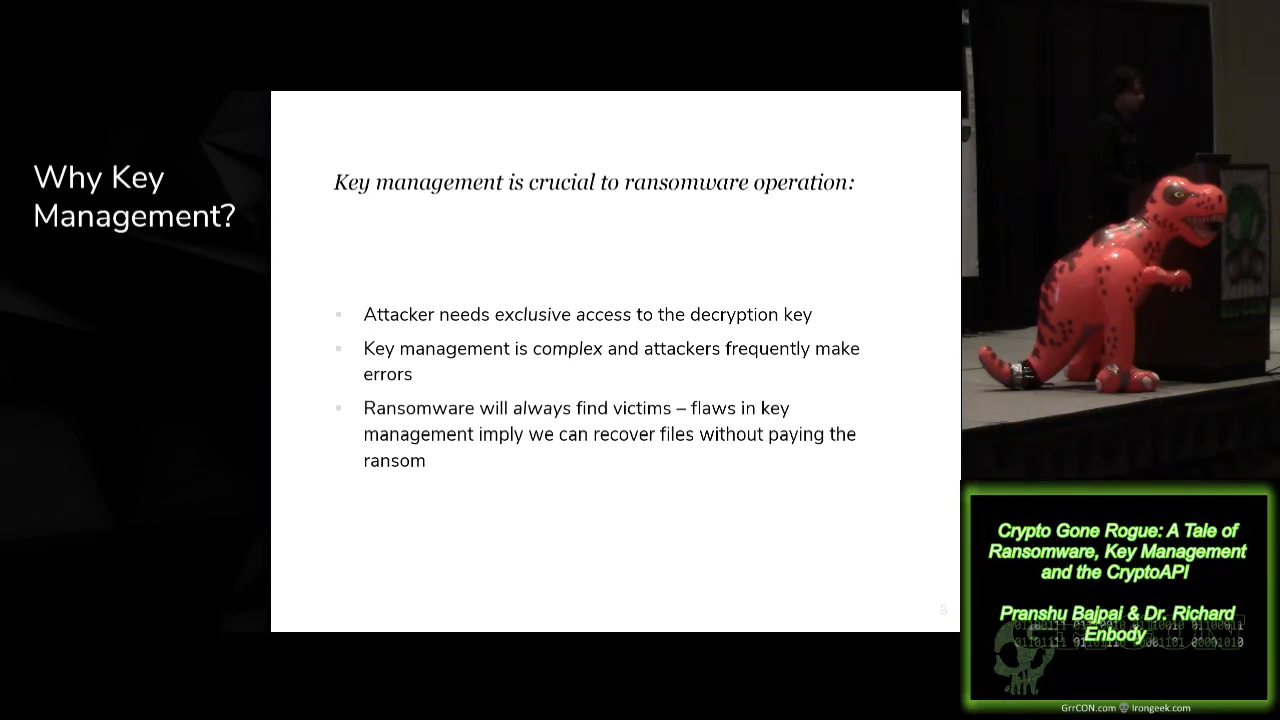 Why Key
Management?
Key management is crucial to ransomware operation:
Attacker needs exclusive access to the decryption key
Key management is complex and attackers frequently make
errors
Ransomware will always find victims – flaws in key
management imply we can recover files without paying the
ransom
8
Crypto Gone Rogue: A Tale of
Ransomware, Key Management
and the CryptoAPI
Pranshu Bajpai & Dr. Richard
Enbody
GrrCON.com Irongeek.com